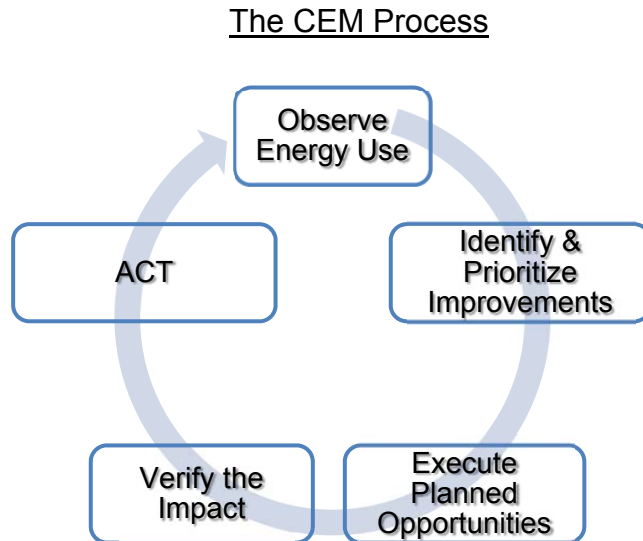 The CEM Process
Observe
Energy Use
Identify &
Prioritize
Improvements
Execute
Planned
Opportunities
Verify the
Impact
ACT